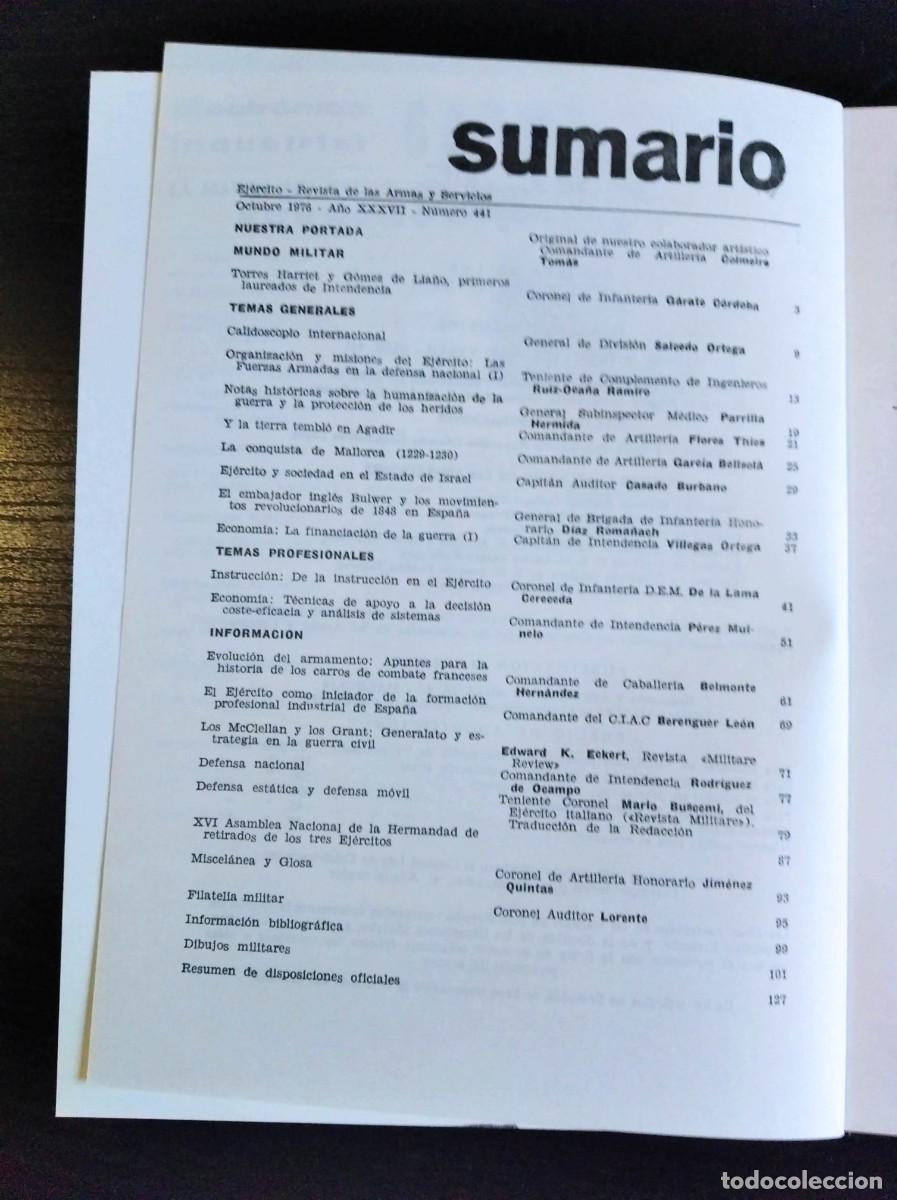 sumario
Ejército - Revista de las Armas y Servicios
Octubre 1976 - Año XXXVII - Número 441
NUESTRA PORTADA
Original de nuestro colaborador artístico
Comandante de Artillería Colmeiro
Tomás
MUNDO MILITAR
Torres Harriet y Gómes de Liaño, primeros
laureados de Intendencia
Coronel de Infantería Gárate Córdoba 3
TEMAS GENERALES
Calidoscopio internacional
General de División Salcedo Ortega 9
Organización y misiones del Ejército: Las
Fuerzas Armadas en la defensa nacional (I)
Teniente de Complemento de Ingenieros
Ruiz-Ocaña Ramiro 13
Notas históricas sobre la humanización de la
guerra y la protección de los heridos
General Subinspector Médico Parrilla
Hermida 19
Y la tierra tembló en Agadir
Comandante de Artillería Flores Thies 21
La conquista de Mallorca (1229-1230)
Comandante de Artillería García Bellsolá 25
Ejército y sociedad en el Estado de Israel
Capitán Auditor Casado Burbano 29
El embajador inglés Bulwer y los movimien-
tos revolucionarios de 1848 en España
General de Brigada de Infantería Hono-
rario Díaz Romañach 33
Economía: La financiación de la guerra (I)
Capitán de Intendencia Villegas Ortega 37
TEMAS PROFESIONALES
Instrucción: De la instrucción en el Ejército
Coronel de Infantería D.E.M. De la Lama
Cereceda 41
Economía: Técnicas de apoyo a la decisión
coste-eficacia y análisis de sistemas
Comandante de Intendencia Pérez Mui-
nelo 51
INFORMACION
Evolución del armamento: Apuntes para la
historia de los carros de combate franceses
Comandante de Caballería Belmonte
Hernández 61
El Ejército como iniciador de la formación
profesional industrial de España
Comandante del C.I.A.C Berenguer León 69
Los McClellan y los Grant: Generalato y es-
trategia en la guerra civil
Edward K. Eckert, Revista «Militare
Review» 71
Defensa nacional
Comandante de Intendencia Rodríguez
de Ocampo 77
Defensa estática y defensa móvil
Teniente Coronel Mario Buscemi, del
Ejército Italiano («Revista Militare»).
Traducción de la Redacción 79
XVI Asamblea Nacional de la Hermandad de
retirados de los tres Ejércitos
87
Miscelánea y Glosa
Coronel de Artillería Honorario Jiménez
Quintas 93
Filatelia militar
Coronel Auditor Lorente 95
Información bibliográfica
99
Dibujos militares
101
Resumen de disposiciones oficiales
127
todocoleccion